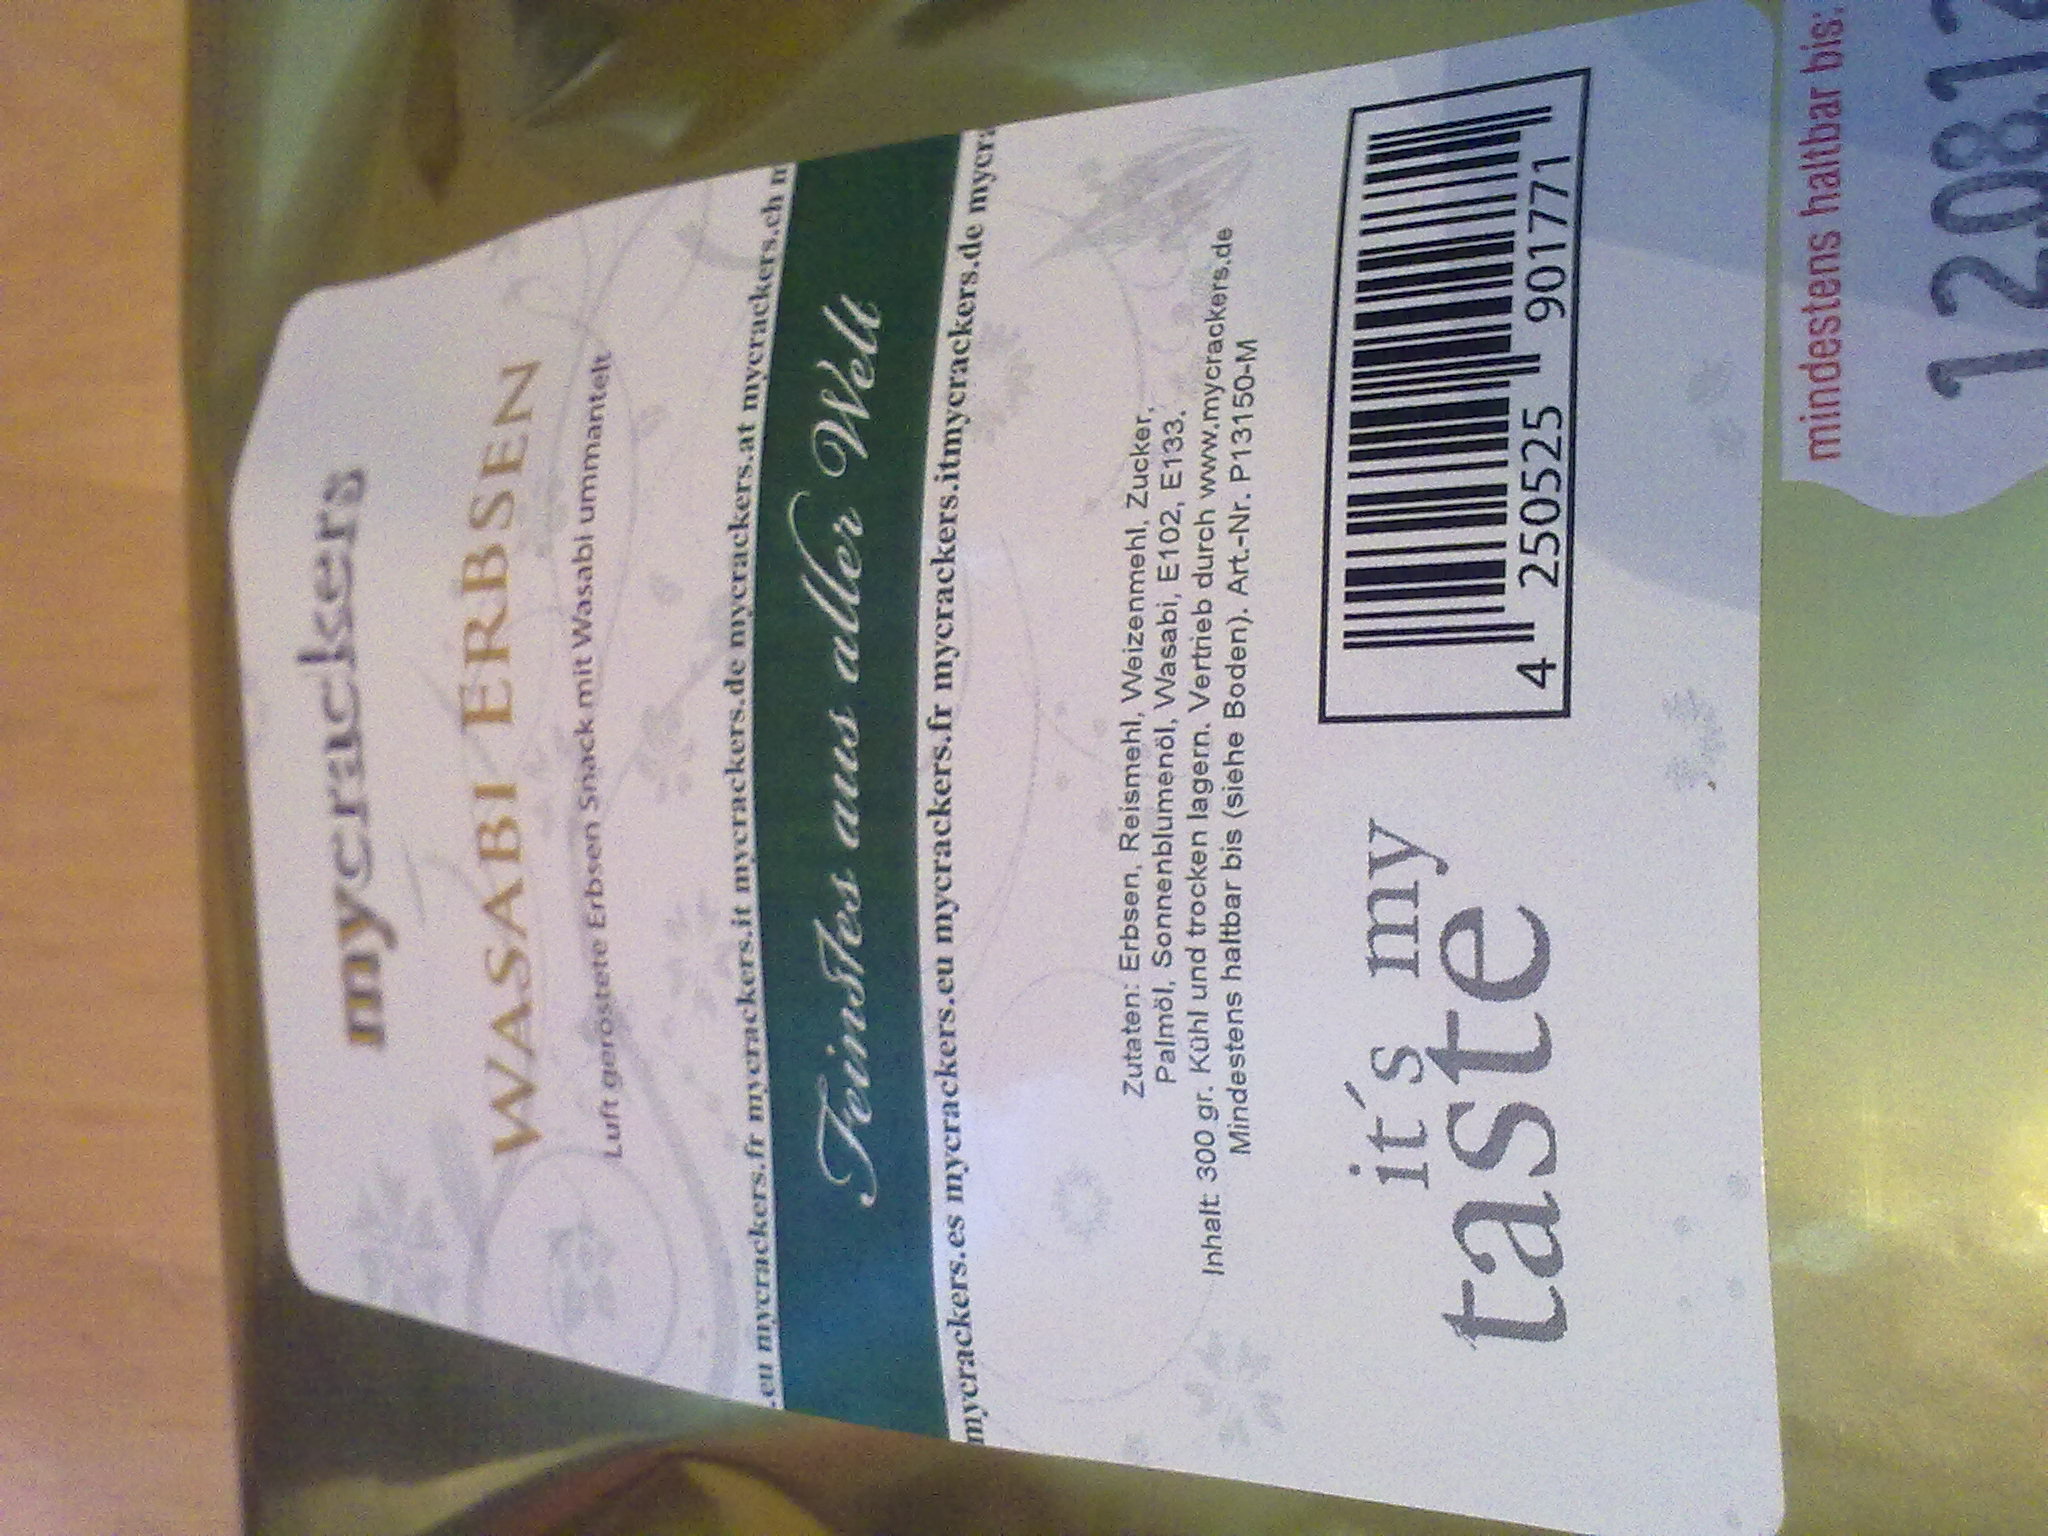 mycrackers
WASABI ERBSEN
Luft geröstete Erbsen Snack mit Wasabi ummantelt
.eu mycrackers.fr mycrackers.it mycrackers.de mycrackers.at mycrackers.ch m
Feinstes aus aller Welt
mycrackers.es mycrackers.eu mycrackers.fr mycrackers.itmycrackers.de mycra
Zutaten: Erbsen, Reismehl, Weizenmehl, Zucker,
Palmöl, Sonnenblumenöl, Wasabi, E102, E133.
Inhalt: 300 gr. Kühl und trocken lagern. Vertrieb durch www.mycrackers.de
Mindestens haltbar bis (siehe Boden). Art.-Nr. P13150-M
it´s my
taste
4 250525 901771
mindestens haltbar bis:
12.08.12